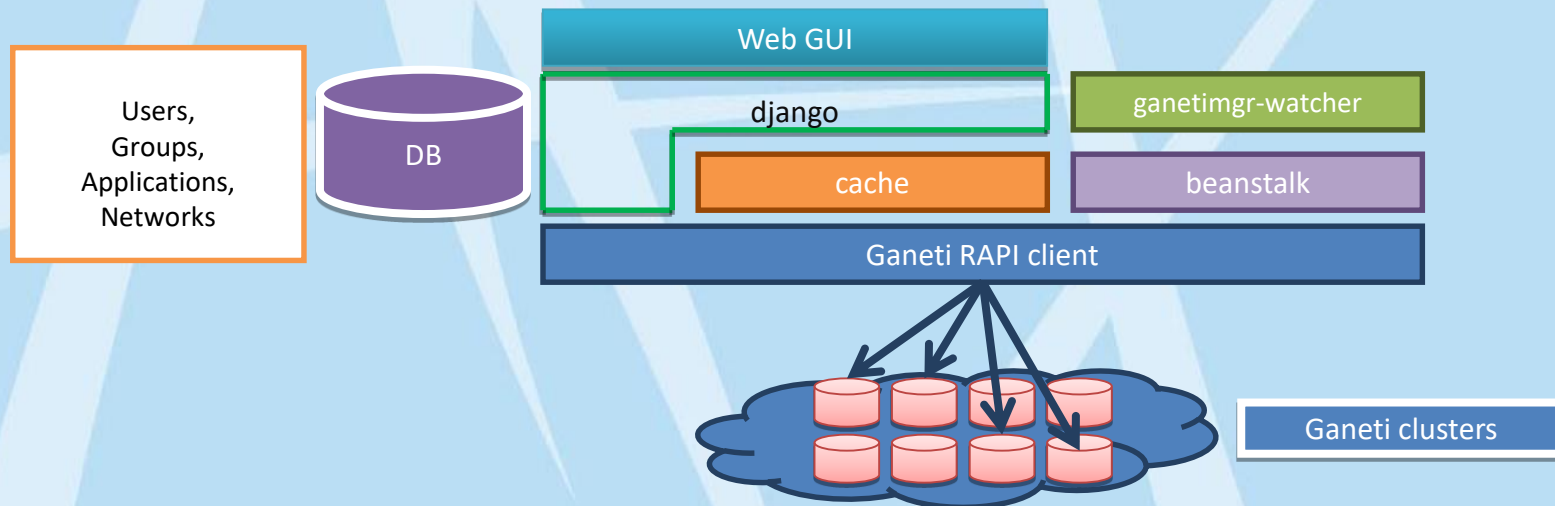 Web GUI
Users,
Groups,
Applications,
Networks
DB
django
ganetimgr-watcher
cache
beanstalk
Ganeti RAPI client
Ganeti clusters